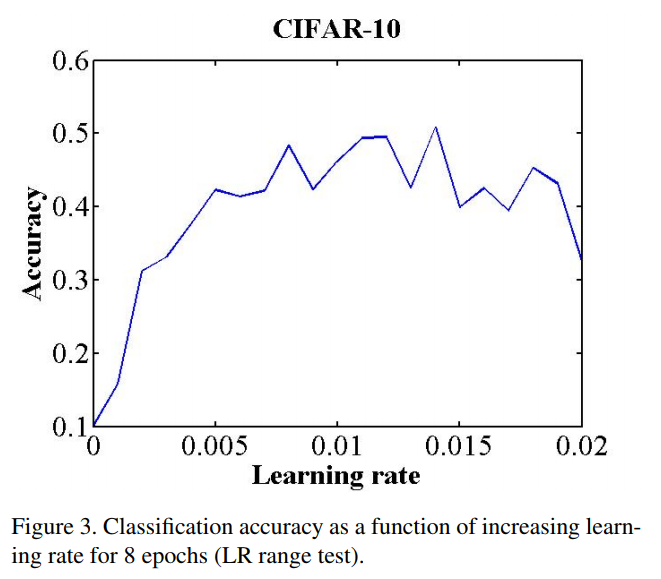 CIFAR-10
0.6
0.5
0.4
0.3
0.2
0.1
Accuracy
0 0.005 0.01 0.015 0.02
Learning rate
Figure 3. Classification accuracy as a function of increasing learn-
ing rate for 8 epochs (LR range test).